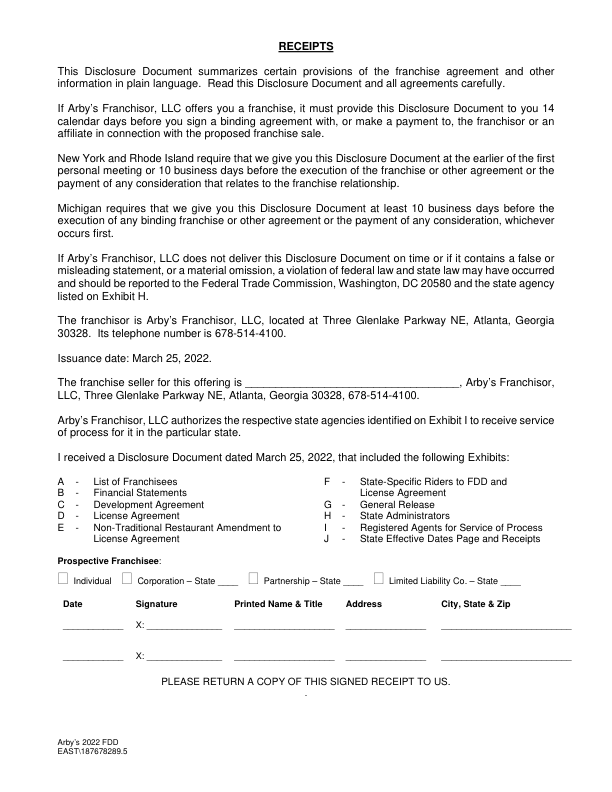 RECEIPTS
This Disclosure Document summarizes certain provisions of the franchise agreement and other
information in plain language. Read this Disclosure Document and all agreements carefully.
If Arby's Franchisor, LLC offers you a franchise, it must provide this Disclosure Document to you 14
calendar days before you sign a binding agreement with, or make a payment to, the franchisor or an
affiliate in connection with the proposed franchise sale.
New York and Rhode Island require that we give you this Disclosure Document at the earlier of the first
personal meeting or 10 business days before the execution of the franchise or other agreement or the
payment of any consideration that relates to the franchise relationship.
Michigan requires that we give you this Disclosure Document at least 10 business days before the
execution of any binding franchise or other agreement or the payment of any consideration, whichever
occurs first.
If Arby's Franchisor, LLC does not deliver this Disclosure Document on time or if it contains a false or
misleading statement, or a material omission, a violation of federal law and state law may have occurred
and should be reported to the Federal Trade Commission, Washington, DC 20580 and the state agency
listed on Exhibit H.
The franchisor is Arby's Franchisor, LLC, located at Three Glenlake Parkway NE, Atlanta, Georgia
30328. Its telephone number is 678-514-4100.
Issuance date: March 25, 2022.
The franchise seller for this offering is ___________________________________, Arby's Franchisor,
LLC, Three Glenlake Parkway NE, Atlanta, Georgia 30328, 678-514-4100.
Arby's Franchisor, LLC authorizes the respective state agencies identified on Exhibit I to receive service
of process for it in the particular state.
I received a Disclosure Document dated March 25, 2022, that included the following Exhibits:
A - List of Franchisees
B - Financial Statements
C - Development Agreement
D - License Agreement
E - Non-Traditional Restaurant Amendment to
License Agreement
F - State-Specific Riders to FDD and
License Agreement
G - General Release
H - State Administrators
I - Registered Agents for Service of Process
J - State Effective Dates Page and Receipts
Prospective Franchisee:
☐ Individual ☐ Corporation – State ____ ☐ Partnership – State ____ ☐ Limited Liability Co. – State ____
Date Signature Printed Name & Title Address City, State & Zip
____________ X: _______________ ___________________ ________________ __________________________
____________ X: _______________ ___________________ ________________ __________________________
PLEASE RETURN A COPY OF THIS SIGNED RECEIPT TO US.
.
Arby's 2022 FDD
EAST\187678289.5